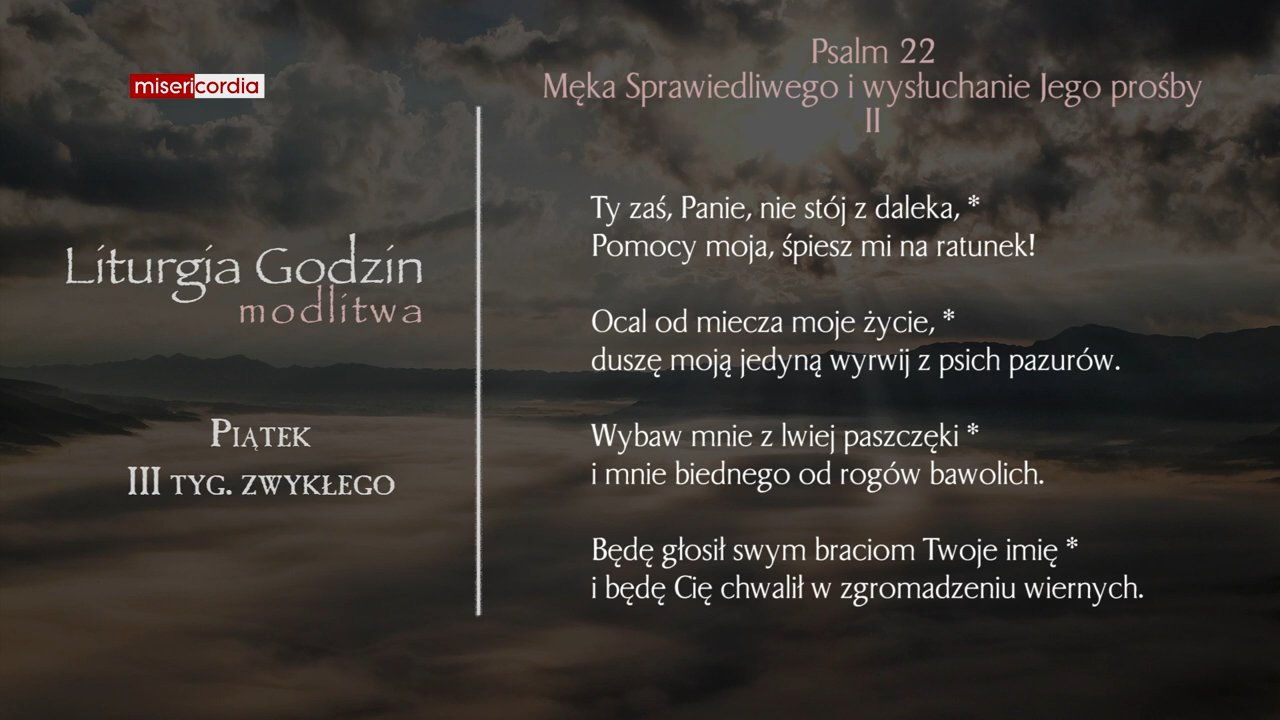 misericordia
Liturgia Godzin
modlitwa
Piątek
III tyg. zwykłego
Psalm 22
Męka Sprawiedliwego i wysłuchanie Jego prośby
II
Ty zaś, Panie, nie stój z daleka, *
Pomocy moja, śpiesz mi na ratunek!
Ocal od miecza moje życie, *
duszę moją jedyną wyrwij z psich pazurów.
Wybaw mnie z lwiej paszczęki *
i mnie biednego od rogów bawolich.
Będę głosił swym braciom Twoje imię *
i będę Cię chwalił w zgromadzeniu wiernych.